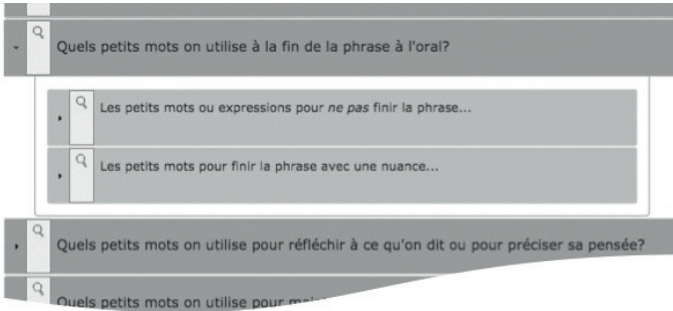 Quels petits mots on utilise à la fin de la phrase à l'oral?
Les petits mots ou expressions pour ne pas finir la phrase...
Les petits mots pour finir la phrase avec une nuance...
Quels petits mots on utilise pour réfléchir à ce qu'on dit ou pour préciser sa pensée?
Quels petits mots on utilise pour